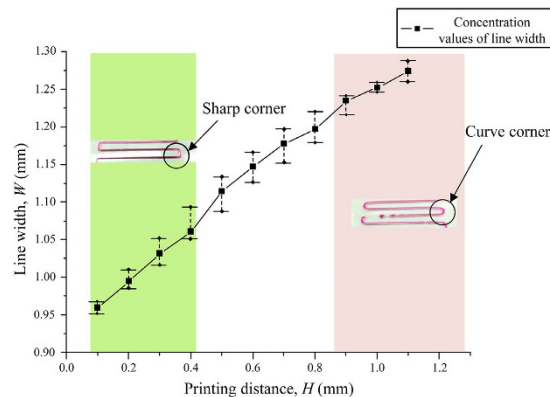 Concentration
values of line width
1.30
1.25
1.20
1.15
1.10
1.05
1.00
0.95
0.90
Line width, W (mm)
Sharp corner
Curve corner
0.0
0.2
0.4
0.6
0.8
1.0
1.2
Printing distance, H (mm)